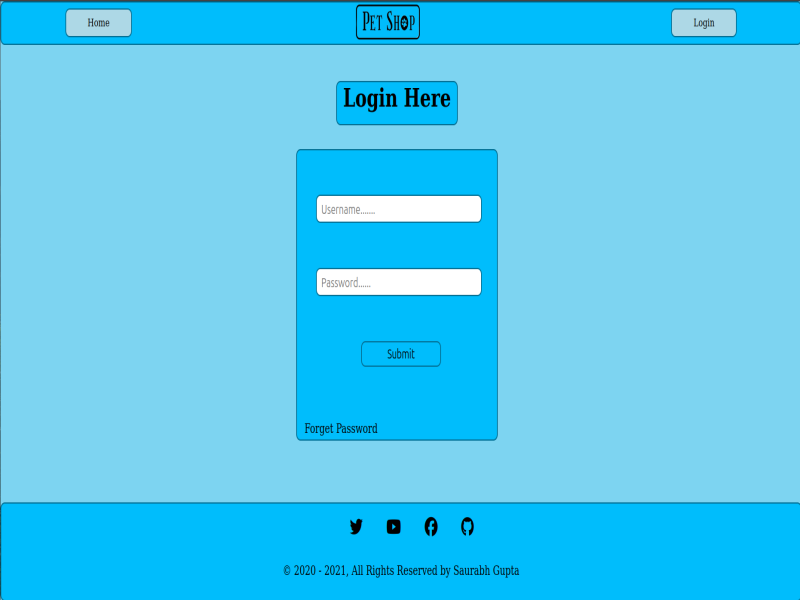 Home
PET SHOP
Login
Login Here
Username.......
Password......
Submit
Forget Password
© 2020 - 2021, All Rights Reserved by Saurabh Gupta